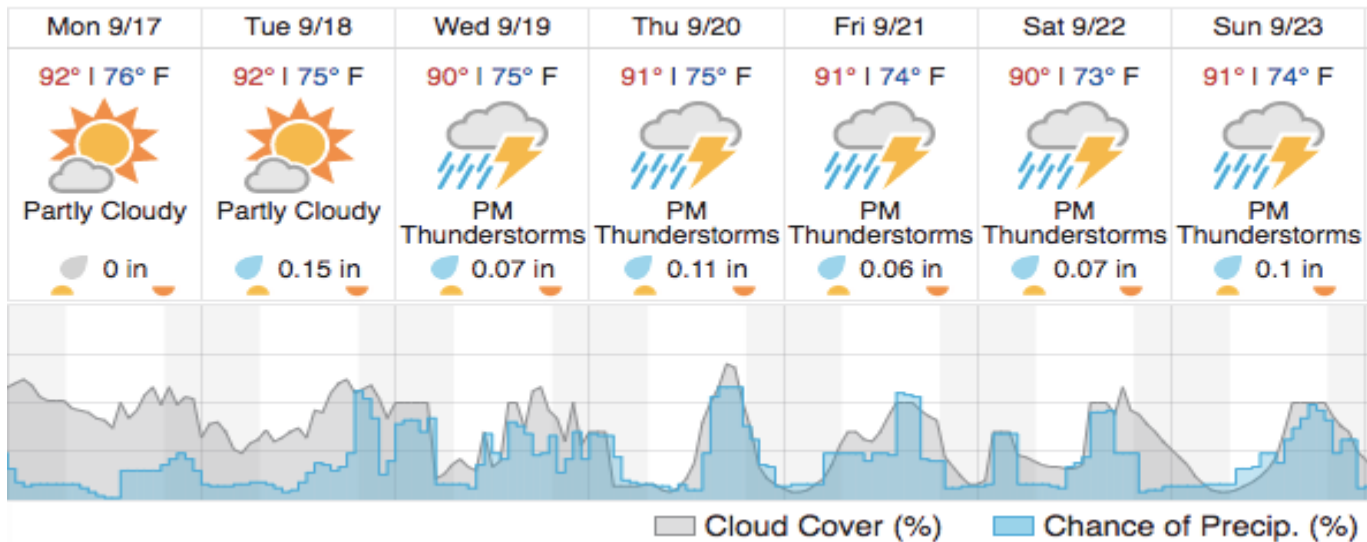 Mon 9/17 Tue 9/18 Wed 9/19 Thu 9/20 Fri 9/21 Sat 9/22 Sun 9/23
92° | 76° F 92° | 75° F 90° | 75° F 91° | 75° F 91° | 74° F 90° | 73° F 91° | 74° F
Partly Cloudy Partly Cloudy PM PM PM PM PM
Thunderstorms Thunderstorms Thunderstorms Thunderstorms Thunderstorms
0 in 0.15 in 0.07 in 0.11 in 0.06 in 0.07 in 0.1 in
Cloud Cover (%) Chance of Precip. (%)